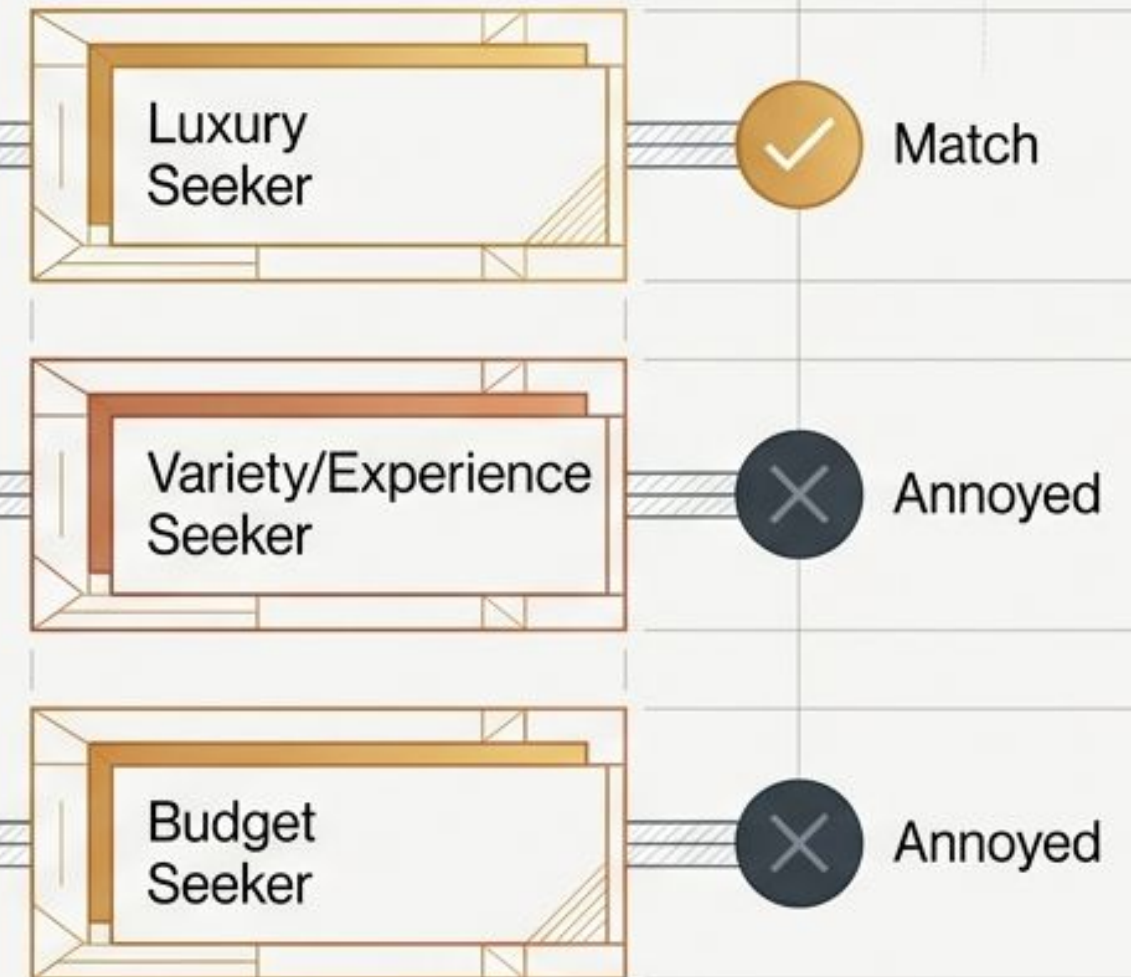 Luxury
Seeker
Match
Variety/Experience
Seeker
Annoyed
Budget
Seeker
Annoyed